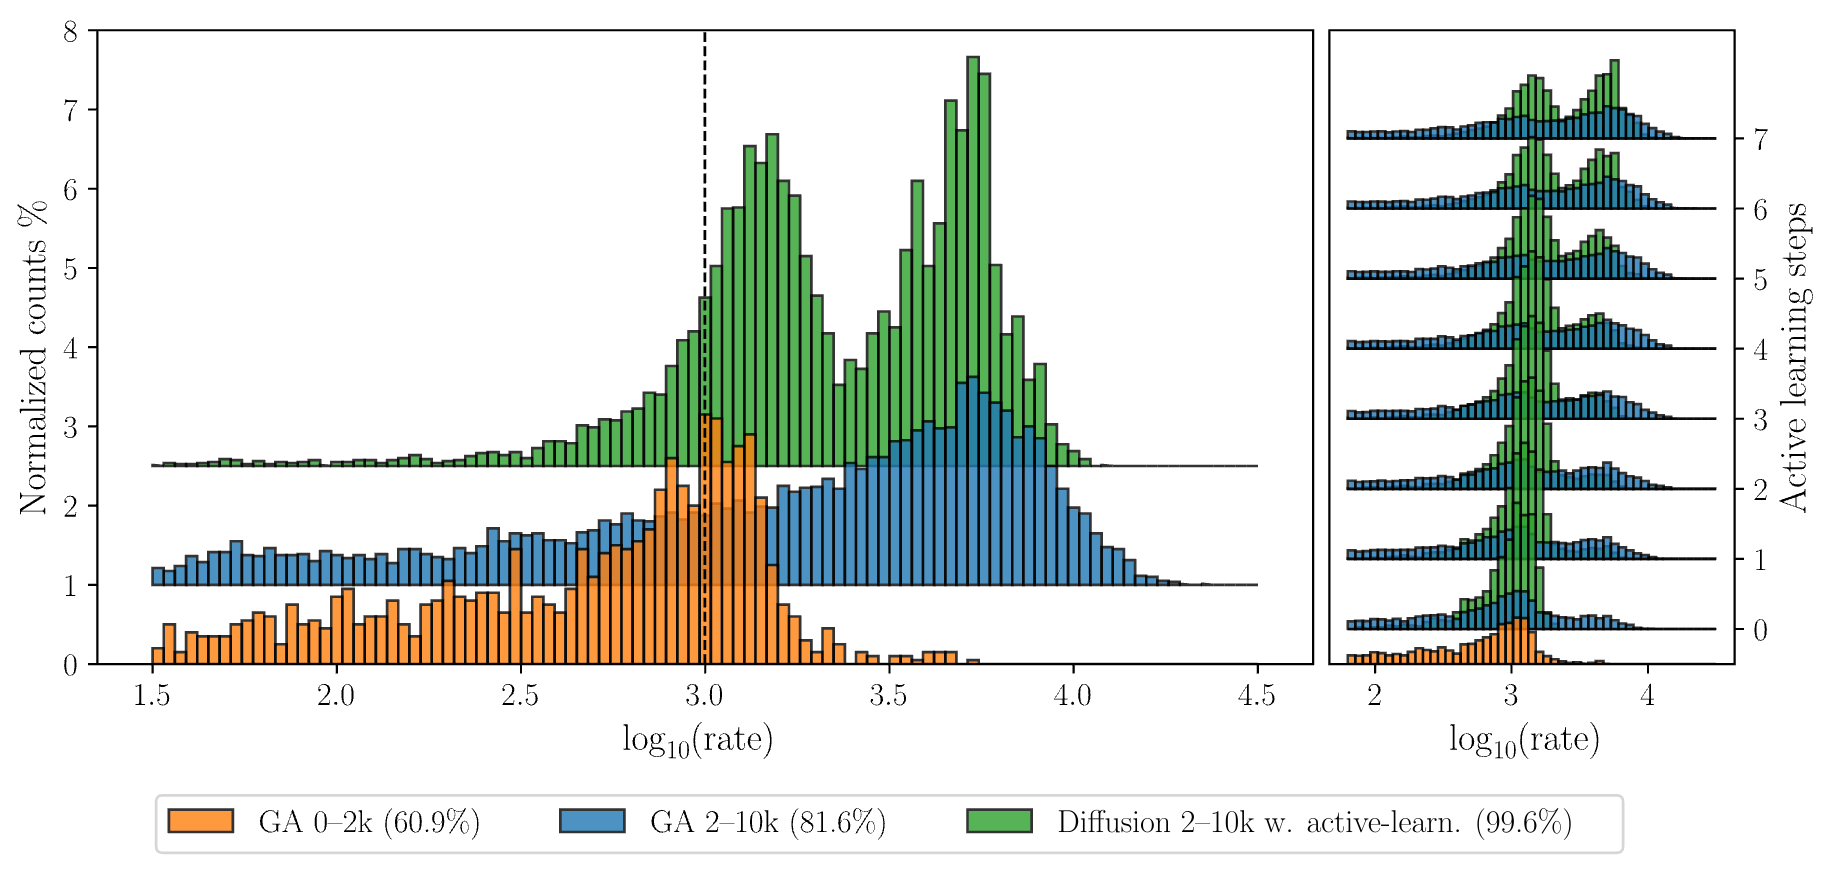 8
7
6
5
4
3
2
1
0
Normalized counts %
1.5 2.0 2.5 3.0 3.5 4.0 4.5
log10(rate)
7
6
5
4
3
2
1
0
Active learning steps
2 3 4
log10(rate)
GA 0–2k (60.9%) GA 2–10k (81.6%) Diffusion 2–10k w. active-learn. (99.6%)